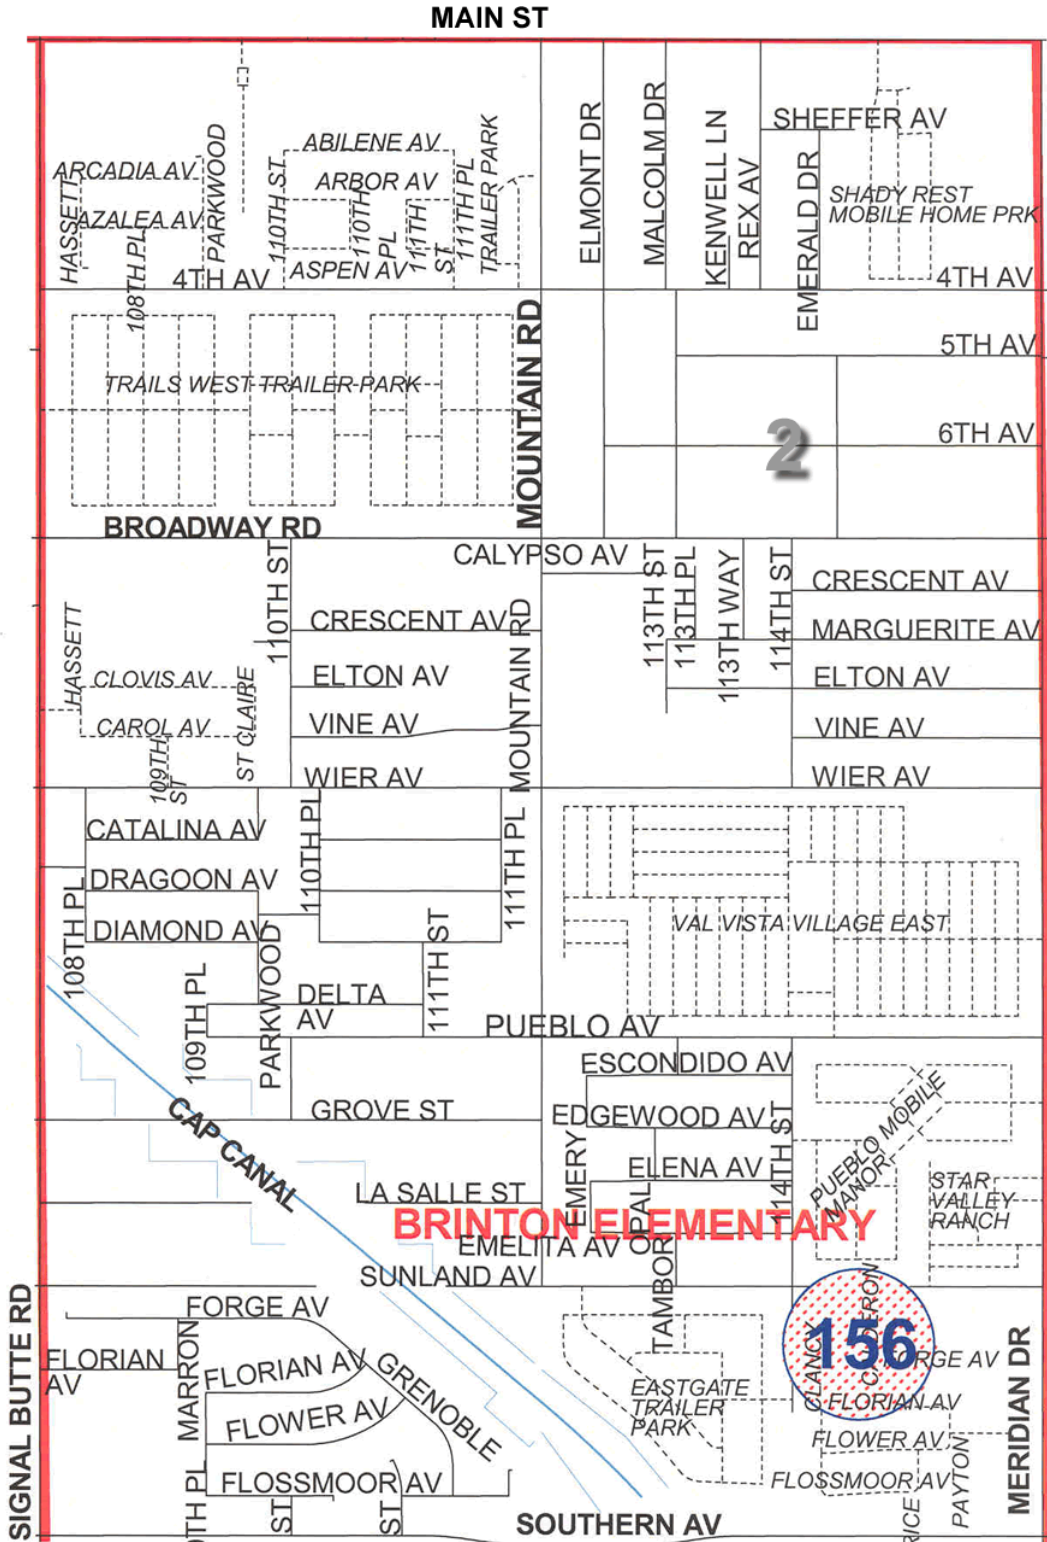 MAIN ST
SHEFFER AV
ELMONT DR
MALCOLM DR
KENWELL LN
REX AV
EMERALD DR
ABILENE AV
ARCADIA AV
PARKWOOD
110TH ST
ARBOR AV
110TH
PL
111TH
ST
111TH PL
TRAILER PARK
HASSETT
AZALEA AV
108TH PL
ASPEN AV
SHADY REST
MOBILE HOME PRK
4TH AV
4TH AV
MOUNTAIN RD
5TH AV
TRAILS WEST TRAILER PARK
6TH AV
2
BROADWAY RD
CALYPSO AV
110TH ST
113TH ST
113TH PL
113TH WAY
114TH ST
CRESCENT AV
CRESCENT AV
MARGUERITE AV
HASSETT
MOUNTAIN RD
CLOVIS AV
ST CLAIRE
ELTON AV
ELTON AV
CAROL AV
VINE AV
VINE AV
109TH
ST
WIER AV
WIER AV
CATALINA AV
110TH PL
111TH PL
DRAGOON AV
108TH PL
DIAMOND AV
VAL VISTA VILLAGE EAST
111TH ST
109TH PL
PARKWOOD
DELTA
AV
PUEBLO AV
ESCONDIDO AV
CAP CANAL
GROVE ST
EDGEWOOD AV
114TH ST
PUEBLO MOBILE
MANOR
EMERY
ELENA AV
OPAL
STAR
VALLEY
RANCH
LA SALLE ST
BRINTON ELEMENTARY
EMELITA AV
SUNLAND AV
TAMBOR
SIGNAL BUTTE RD
FORGE AV
MARRON
FLORIAN
AV
FLORIAN AV
GRENOBLE
FLOWER AV
156
CLANCY
CALDERON
FORGE AV
FLORIAN AV
MERIDIAN DR
EASTGATE
TRAILER
PARK
FLOWER AV
FLOSSMOOR AV
FLOSSMOOR AV
PAYTON
ST
ST
SOUTHERN AV